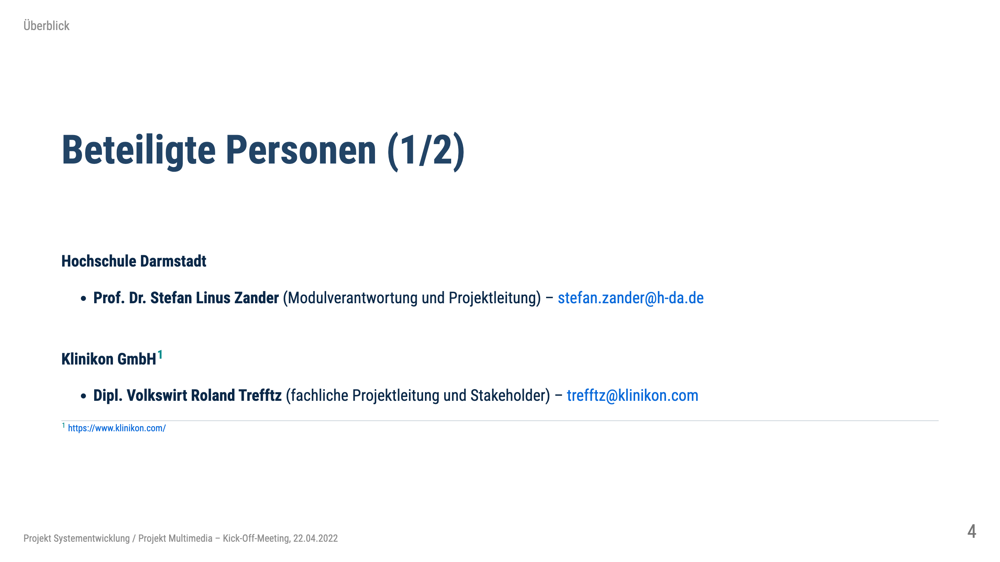 Überblick
Beteiligte Personen (1/2)
Hochschule Darmstadt
• Prof. Dr. Stefan Linus Zander (Modulverantwortung und Projektleitung) – stefan.zander@h-da.de
Klinikon GmbH¹
• Dipl. Volkswirt Roland Trefftz (fachliche Projektleitung und Stakeholder) – trefftz@klinikon.com
¹ https://www.klinikon.com/
Projekt Systementwicklung / Projekt Multimedia – Kick-Off-Meeting, 22.04.2022
4